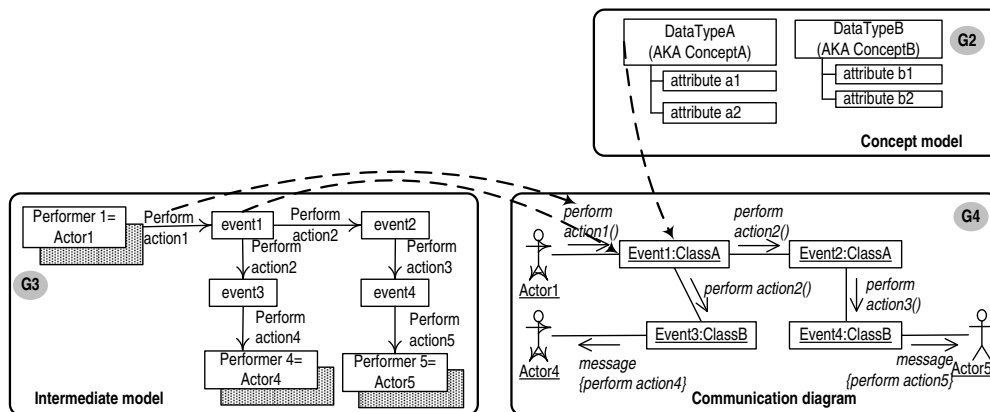 DataTypeA
(AKA ConceptA)
attribute a1
attribute a2
DataTypeB
(AKA ConceptB)
attribute b1
attribute b2
G2
Concept model
Performer 1=
Actor1
Perform
action1
event1
Perform
action2
event2
Perform
action2
Perform
action3
G3
event3
event4
Perform
action4
Perform
action5
Performer 4=
Actor4
Performer 5=
Actor5
Intermediate model
G4
perform
action1()
perform
action2()
Actor1
Event1:ClassA
Event2:ClassA
perform action2()
perform
action3()
Actor4
Event3:ClassB
Event4:ClassB
Actor5
message
{perform action4}
message
{perform action5}
Communication diagram